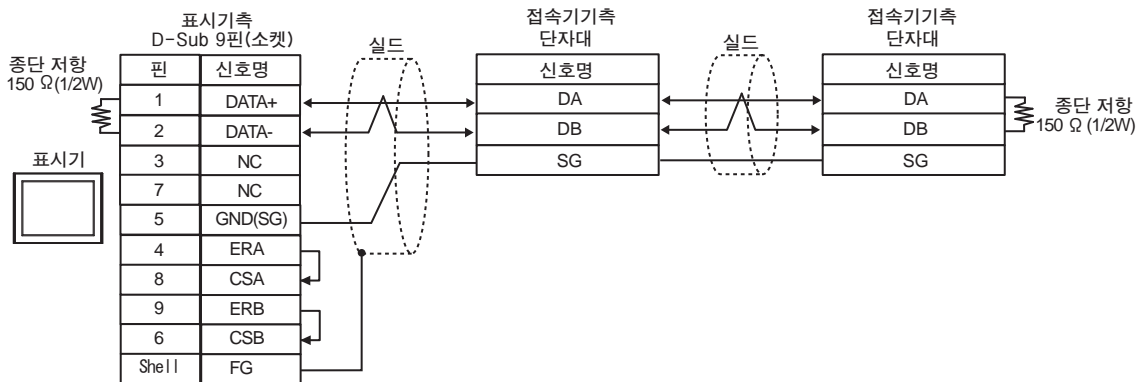 표시기측
D-Sub 9핀(소켓)
종단 저항
150 Ω(1/2W)
핀 신호명
1 DATA+
2 DATA-
3 NC
7 NC
5 GND(SG)
4 ERA
8 CSA
9 ERB
6 CSB
Shell FG
표시기
실드
접속기기측
단자대
신호명
DA
DB
SG
실드
접속기기측
단자대
신호명
DA
DB
SG
종단 저항
150 Ω (1/2W)